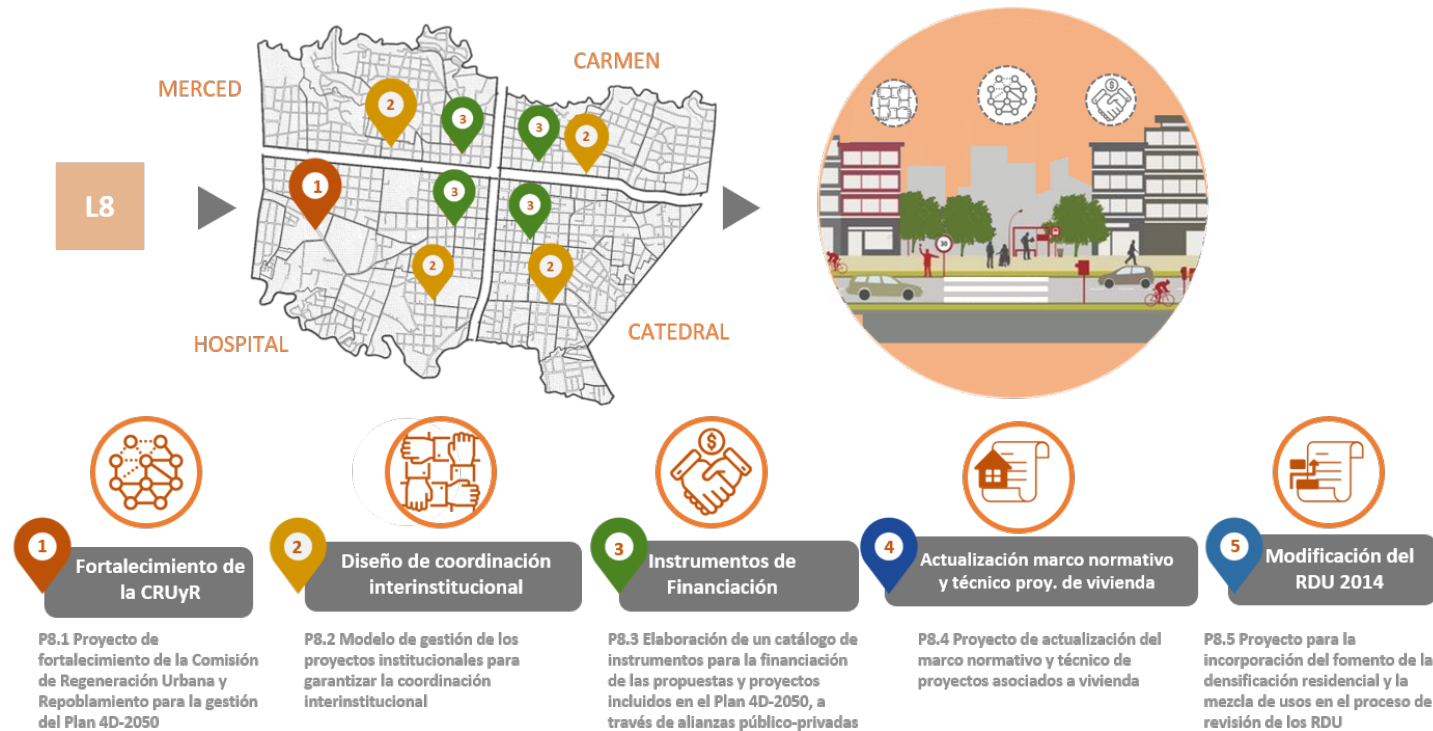 MERCED
CARMEN
2
3
3
2
L8
1
3
3
2
2
HOSPITAL
CATEDRAL
$
30
$
1
Fortalecimiento de
la CRUyR
P8.1 Proyecto de
fortalecimiento de la Comisión
de Regeneración Urbana y
Repoblamiento para la gestión
del Plan 4D-2050
2
Diseño de coordinación
interinstitucional
P8.2 Modelo de gestión de los
proyectos institucionales para
garantizar la coordinación
interinstitucional
3
Instrumentos de
Financiación
P8.3 Elaboración de un catálogo de
instrumentos para la financiación
de las propuestas y proyectos
incluidos en el Plan 4D-2050, a
través de alianzas público-privadas
4
Actualización marco normativo
y técnico proy. de vivienda
P8.4 Proyecto de actualización del
marco normativo y técnico de
proyectos asociados a vivienda
5
Modificación del
RDU 2014
P8.5 Proyecto para la
incorporación del fomento de la
densificación residencial y la
mezcla de usos en el proceso de
revisión de los RDU